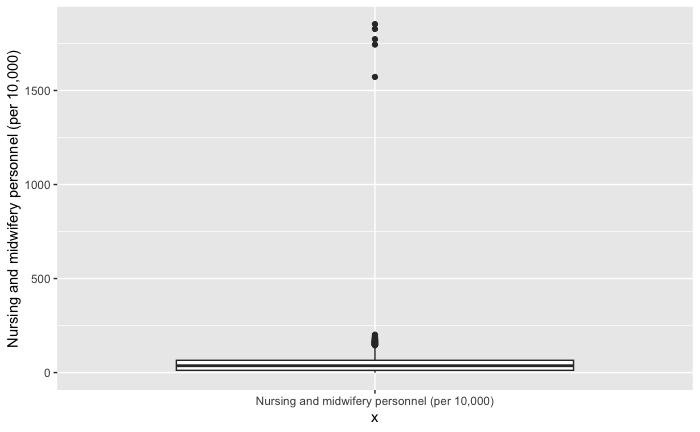 Nursing and midwifery personnel (per 10,000)
1500
1000
500
0
Nursing and midwifery personnel (per 10,000)
x